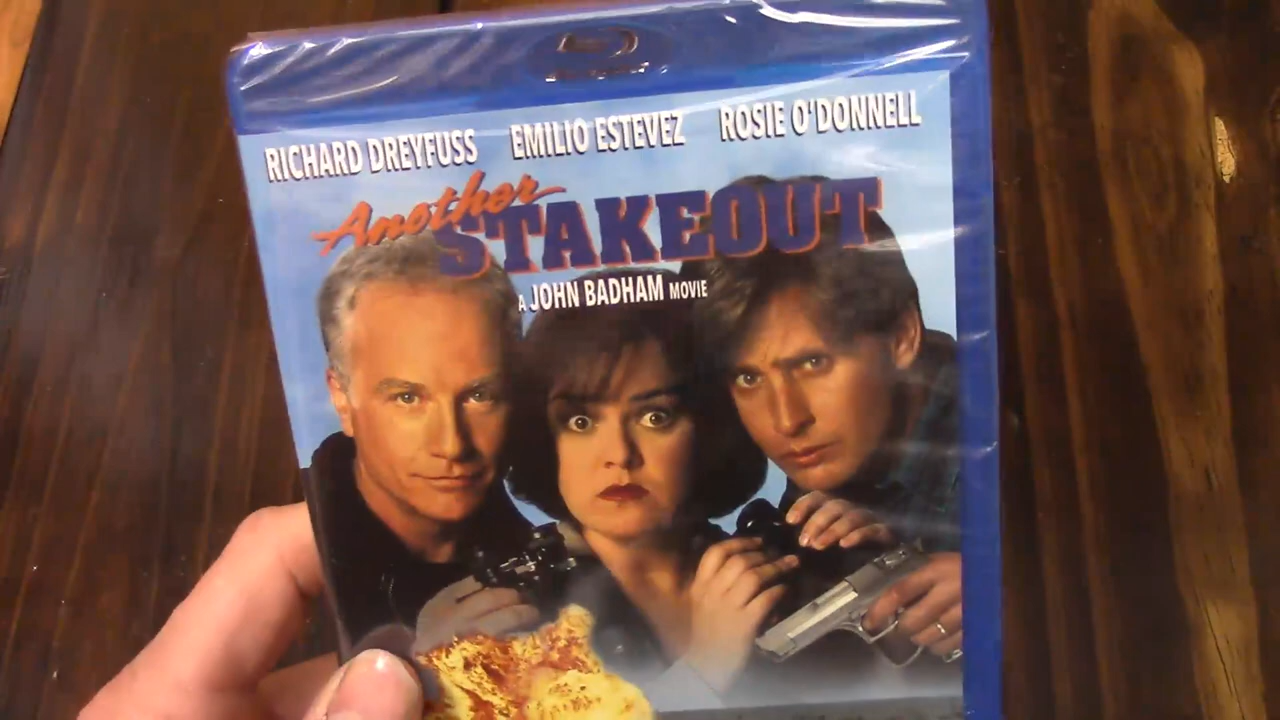 RICHARD DREYFUSS EMILIO ESTEVEZ ROSIE O'DONNELL
Another
STAKEOUT
A JOHN BADHAM MOVIE